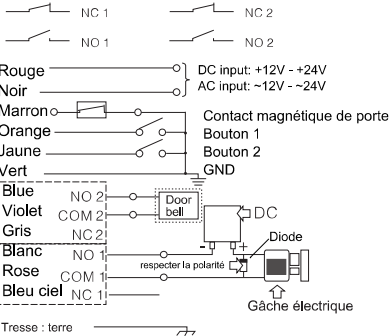 NC 1 NC 2
NO 1 NO 2
Rouge DC input: +12V - +24V
Noir AC input: ~12V - ~24V
Marron Contact magnétique de porte
Orange Bouton 1
Jaune Bouton 2
Vert GND
Blue NO 2 Door bell
Violet COM 2 DC
Gris NC 2
Blanc NO 1 - + Diode
Rose COM 1 respecter la polarité
Bleu ciel NC 1 Gâche électrique
Tresse : terre